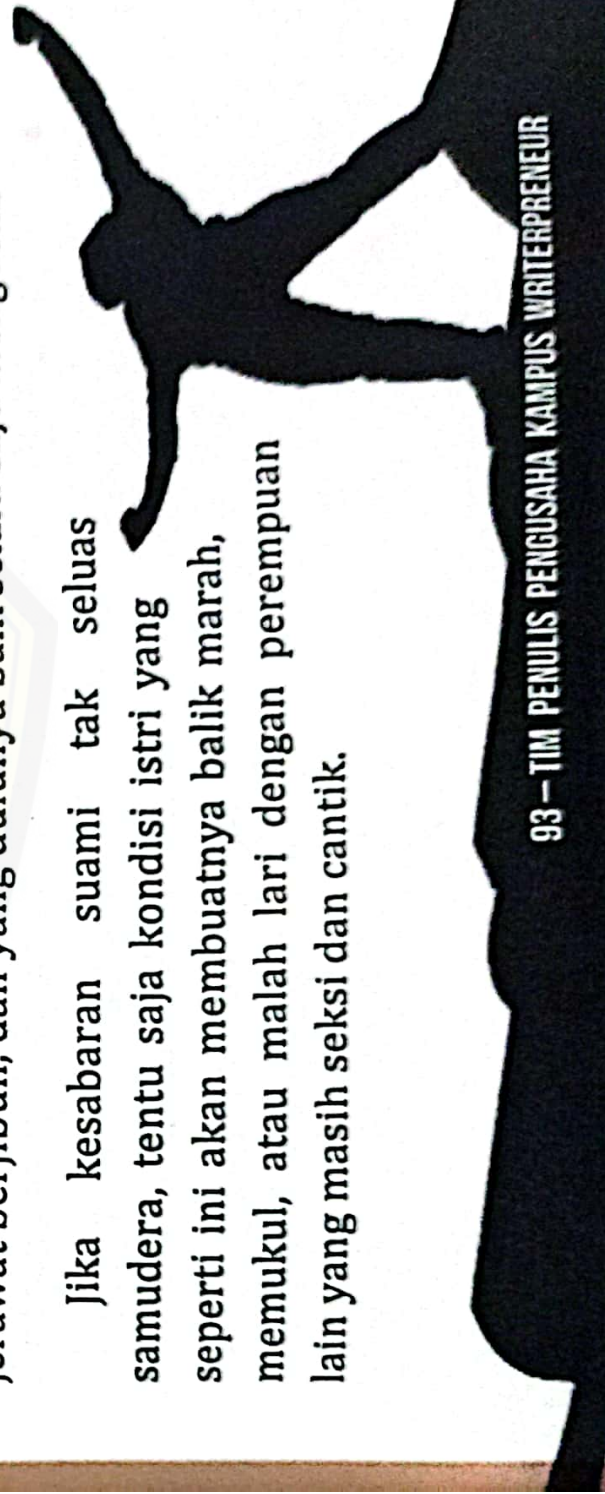 Jika kesabaran suami tak seluas
samudera, tentu saja kondisi istri yang
seperti ini akan membuatnya balik marah,
memukul, atau malah lari dengan perempuan
lain yang masih seksi dan cantik.
93 – TIM PENULIS PENGUSAHA KAMPUS WRITERPRENEUR